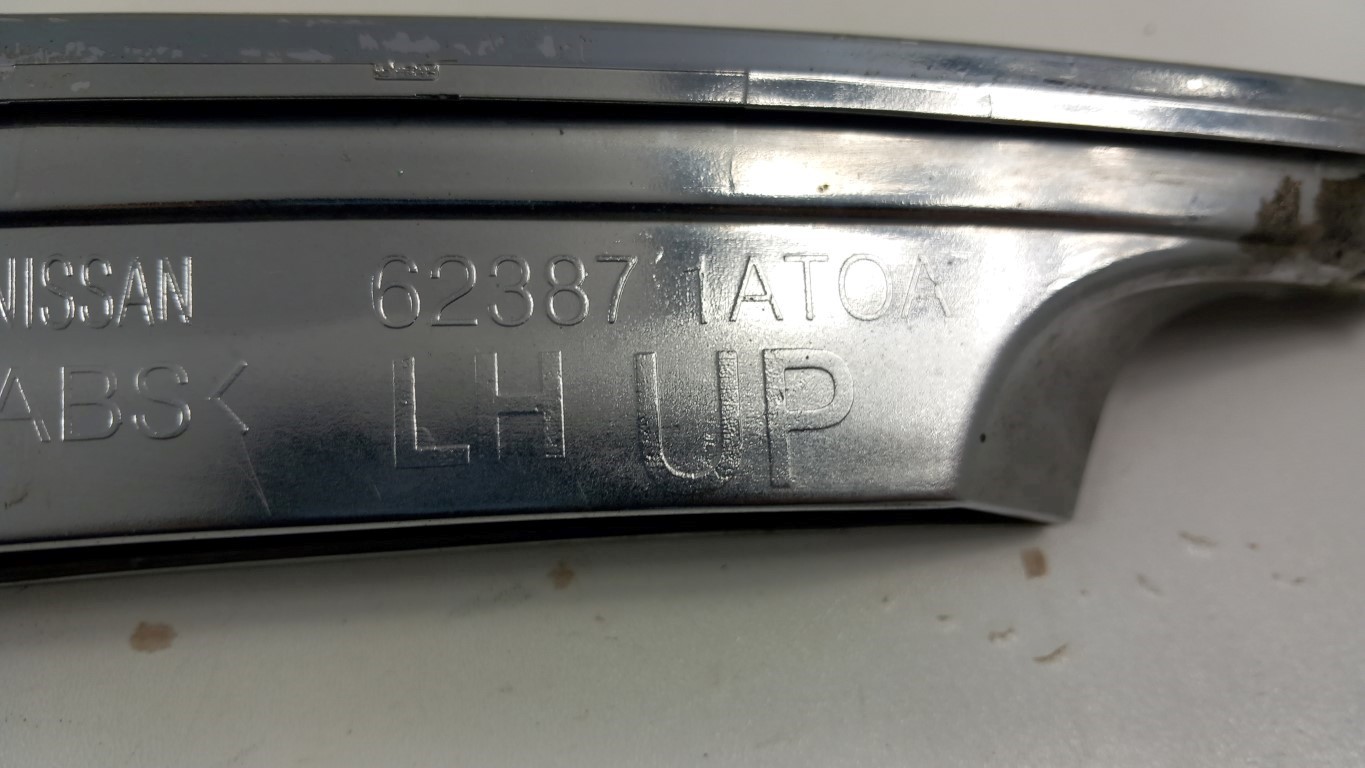 NISSAN 62387 1AT0A
ABS< LH UP